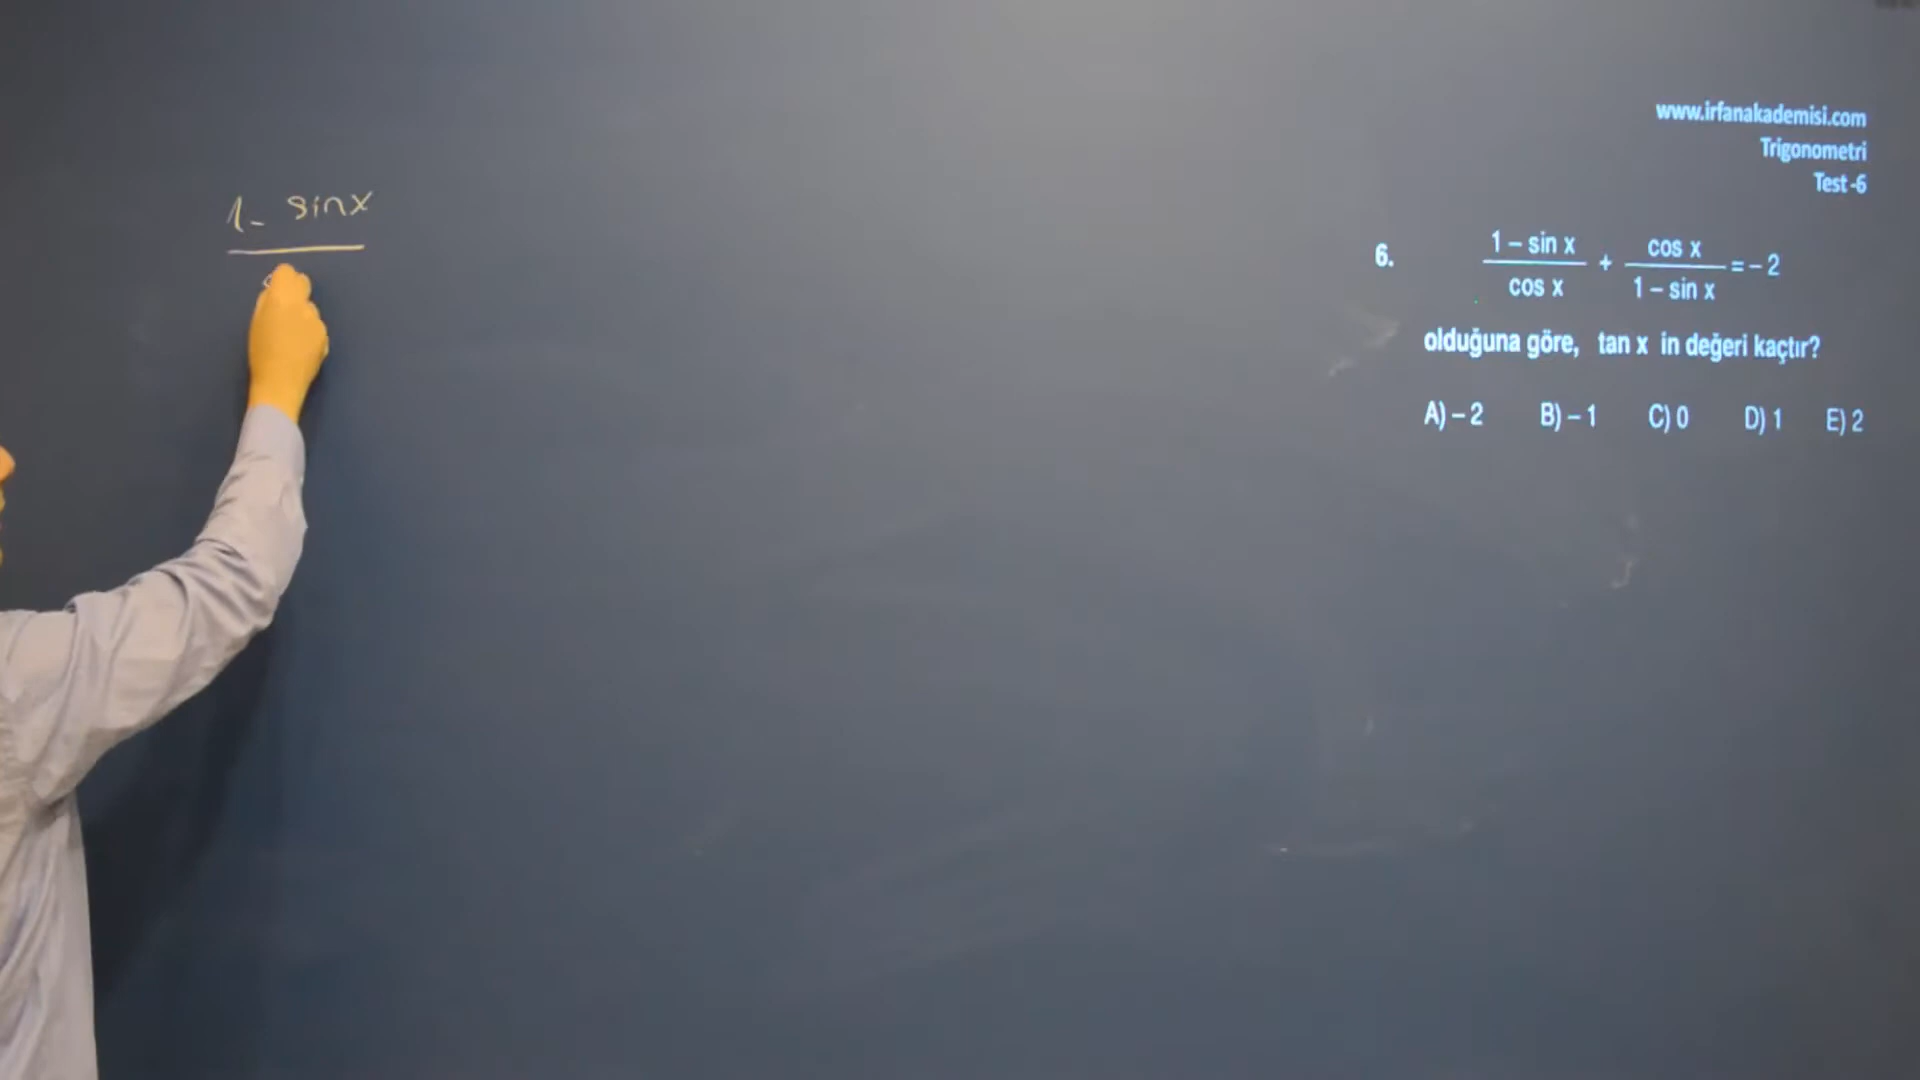 1- sinx
www.irfanakademisi.com
Trigonometri
Test -6
6. (1 – sin x)/(cos x) + (cos x)/(1 – sin x) = – 2
olduğuna göre, tan x in değeri kaçtır?
A) – 2 B) – 1 C) 0 D) 1 E) 2